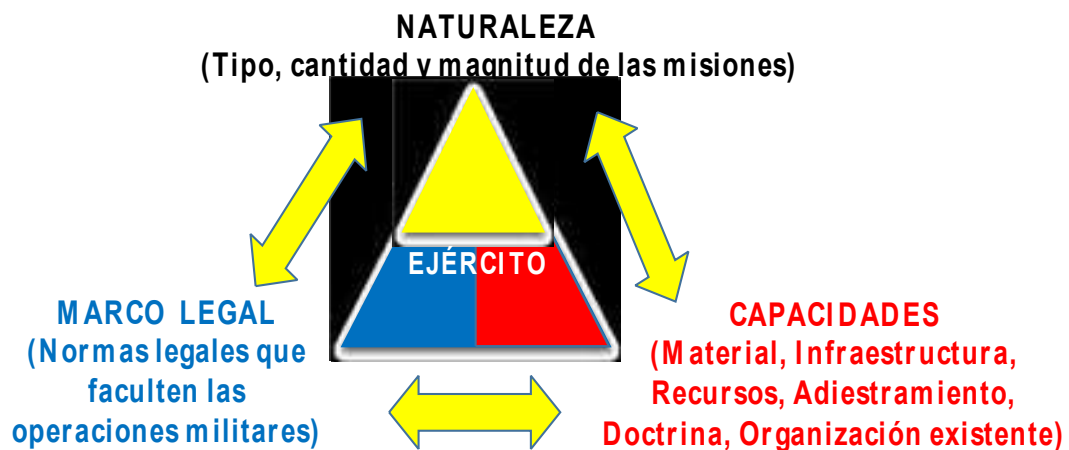 NATURALEZA
(Tipo, cantidad y magnitud de las misiones)
EJÉRCITO
MARCO LEGAL
(Normas legales que
faculten las
operaciones militares)
CAPACIDADES
(Material, Infraestructura,
Recursos, Adiestramiento,
Doctrina, Organización existente)